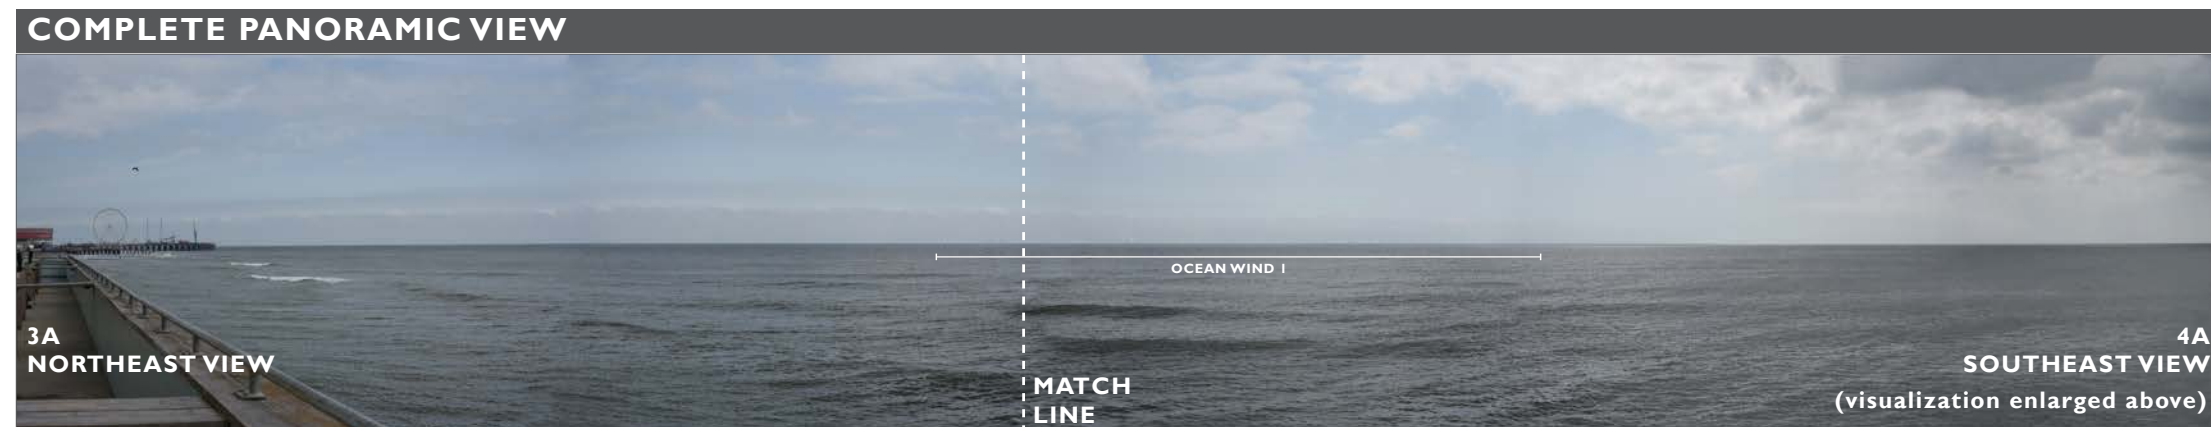 COMPLETE PANORAMIC VIEW
OCEAN WIND 1
3A
NORTHEAST VIEW
MATCH
LINE
4A
SOUTHEAST VIEW
(visualization enlarged above)